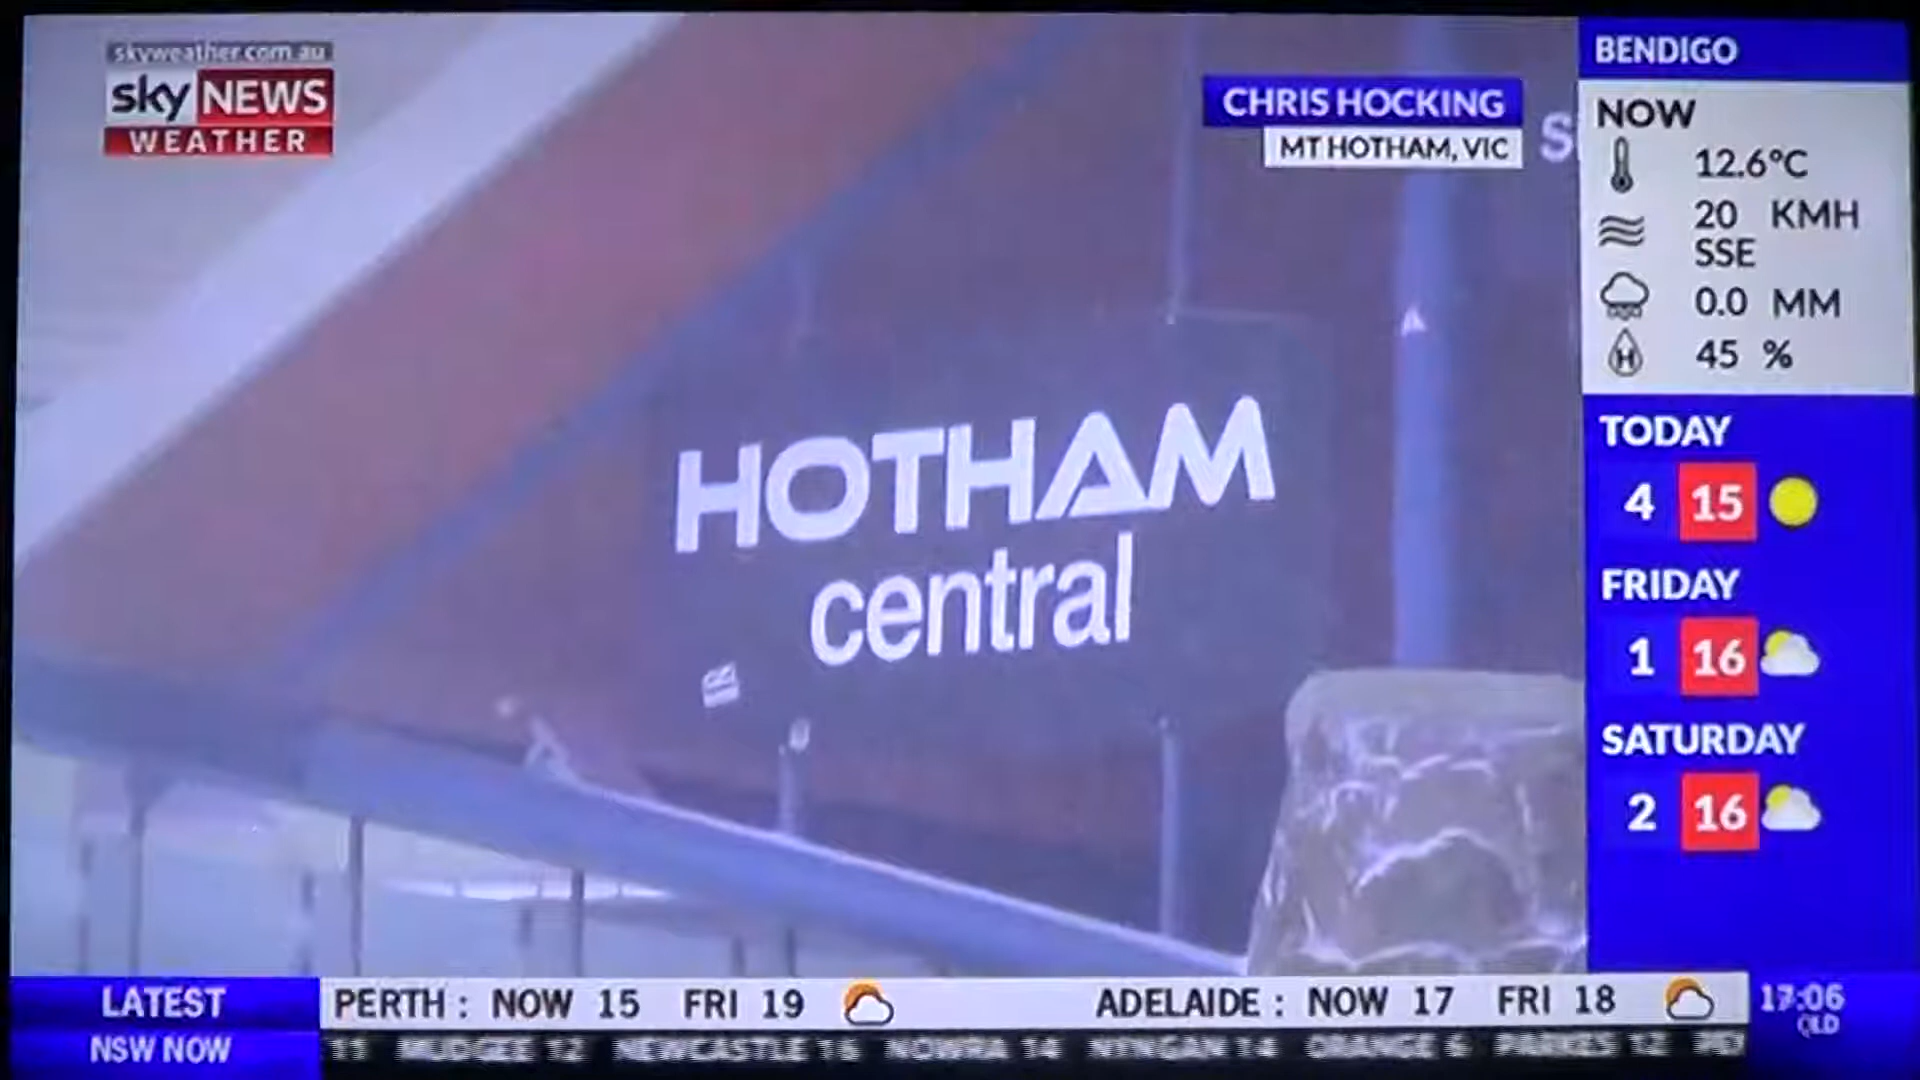 skyweather.com.au
sky NEWS
WEATHER
CHRIS HOCKING
MT HOTHAM, VIC
S
HOTHAM
central
BENDIGO
NOW
12.6°C
20 KMH
SSE
0.0 MM
H
45 %
TODAY
4 15
FRIDAY
1 16
SATURDAY
2 16
LATEST
PERTH : NOW 15 FRI 19 ADELAIDE : NOW 17 FRI 18
17:06
QLD
NSW NOW
11 MUDGEE 12 NEWCASTLE 16 NOWRA 14 NYNGAN 14 ORANGE 6 PARKES 12